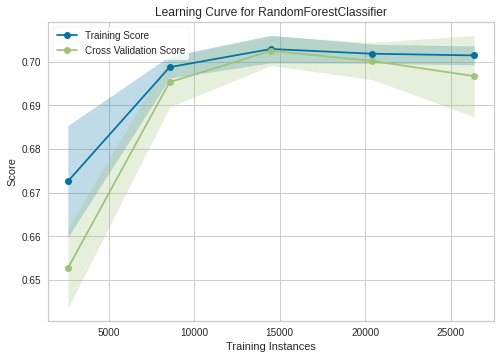 Learning Curve for RandomForestClassifier
Training Score
Cross Validation Score
0.70
0.69
0.68
0.67
0.66
0.65
Score
5000 10000 15000 20000 25000
Training Instances